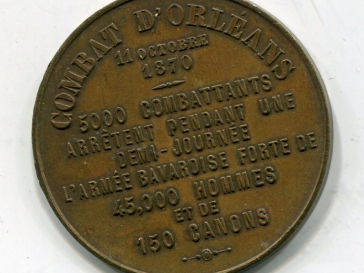 COMBAT D'ORLÉANS
11 OCTOBRE
1870
5000 COMBATTANTS
ARRÊTENT PENDANT UNE
DEMI-JOURNÉE
L'ARMÉE BAVAROISE FORTE DE
45,000 HOMMES
ET DE
150 CANONS